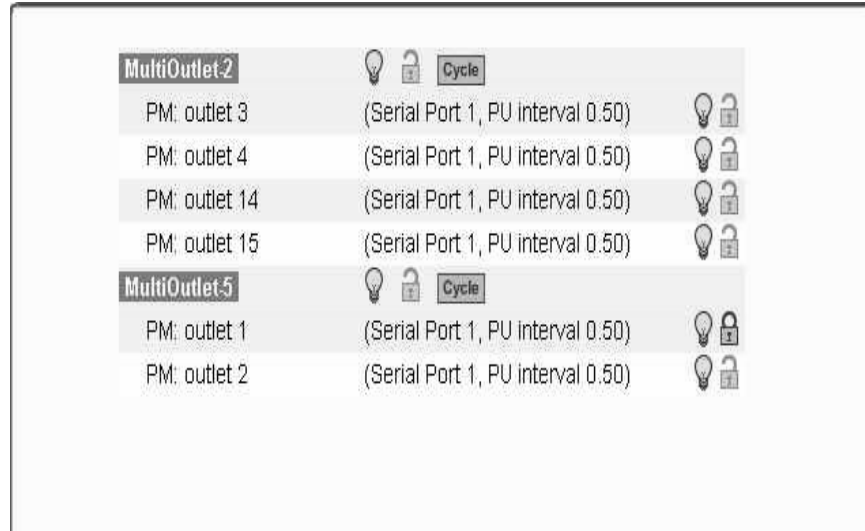 MultiOutlet-2 Cycle
PM: outlet 3 (Serial Port 1, PU interval 0.50)
PM: outlet 4 (Serial Port 1, PU interval 0.50)
PM: outlet 14 (Serial Port 1, PU interval 0.50)
PM: outlet 15 (Serial Port 1, PU interval 0.50)
MultiOutlet-5 Cycle
PM: outlet 1 (Serial Port 1, PU interval 0.50)
PM: outlet 2 (Serial Port 1, PU interval 0.50)